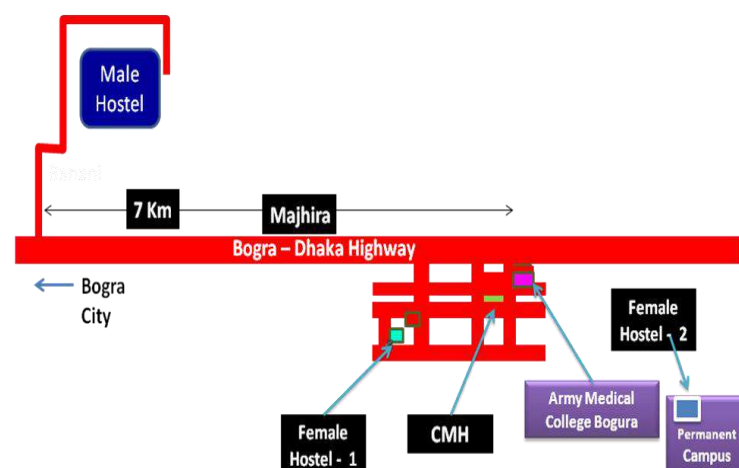 Male
Hostel
Banani
7 Km
Majhira
Bogra – Dhaka Highway
Bogra
City
Female
Hostel - 2
Army Medical
College Bogura
Permanent
Campus
CMH
Female
Hostel - 1